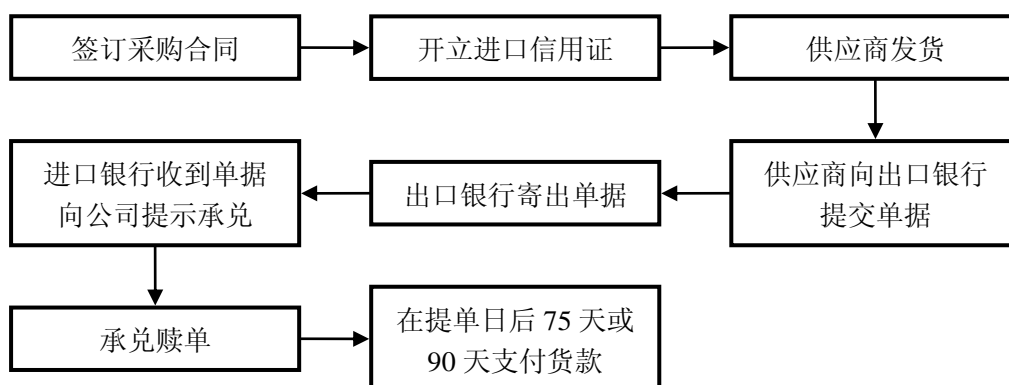 签订采购合同
开立进口信用证
供应商发货
供应商向出口银行
提交单据
出口银行寄出单据
进口银行收到单据
向公司提示承兑
承兑赎单
在提单日后 75 天或
90 天支付货款